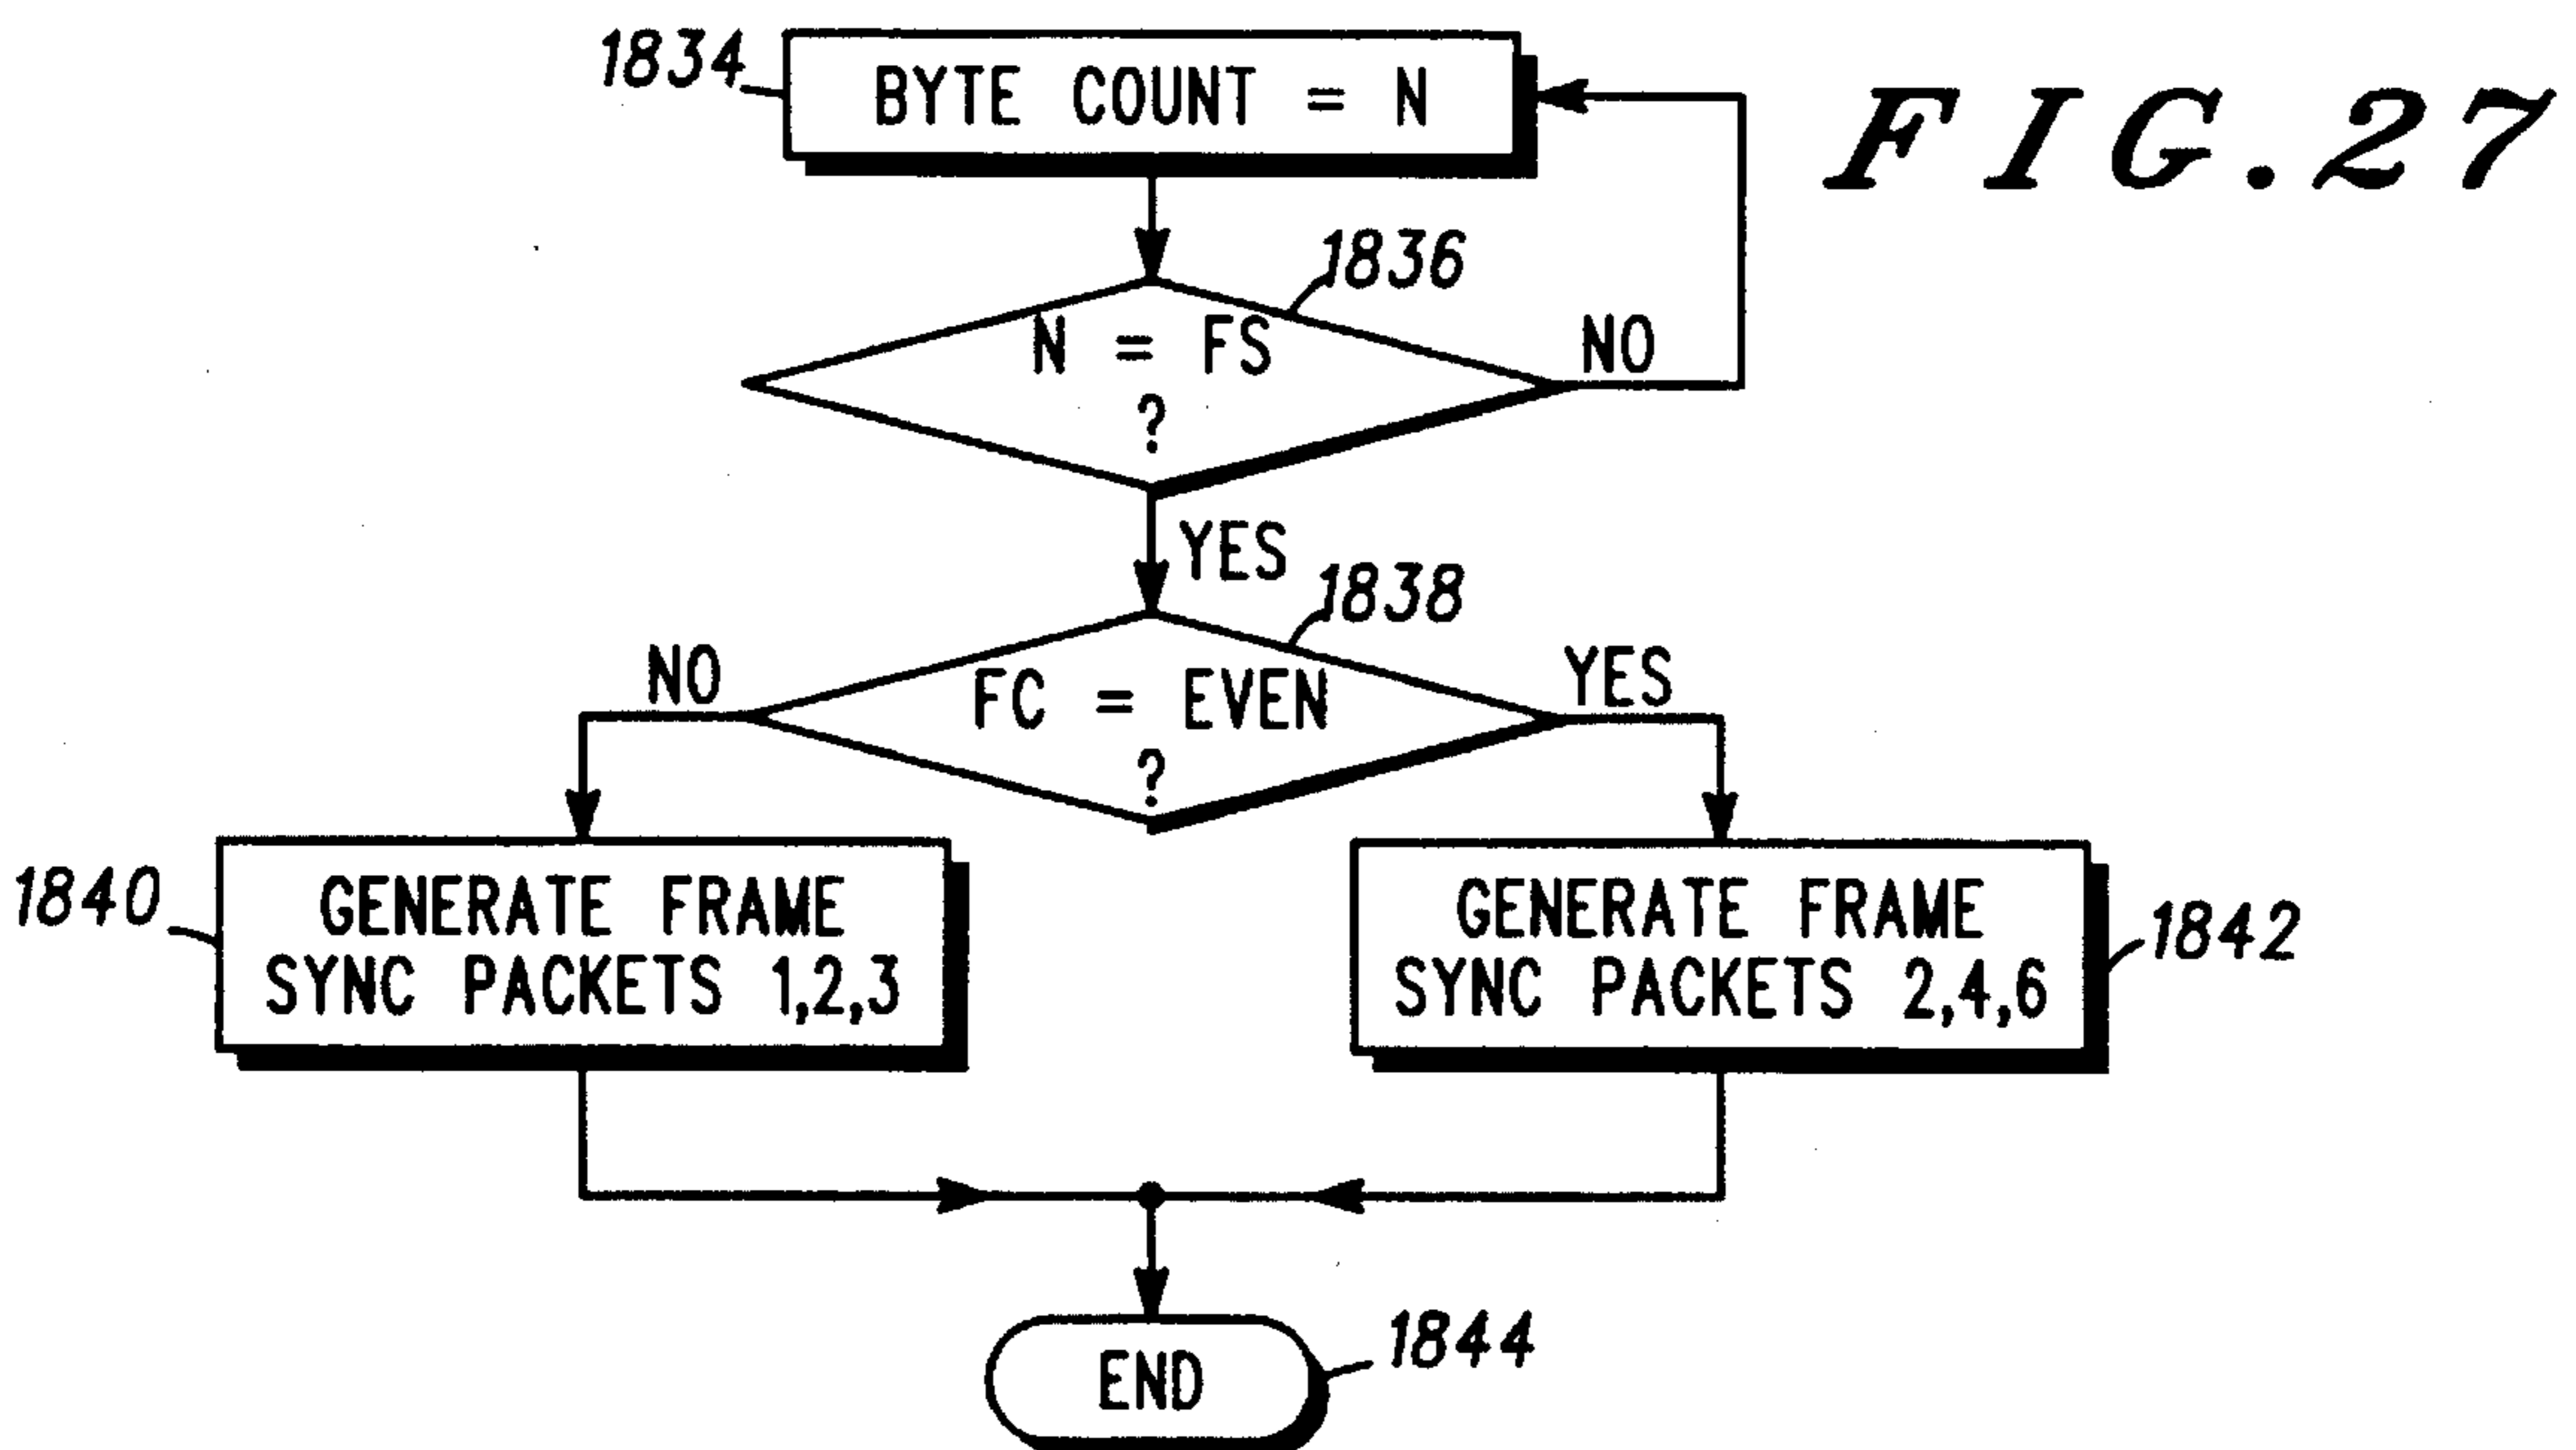 1834
BYTE COUNT = N
FIG.27
1836
N = FS
?
NO
YES
1838
NO
FC = EVEN
?
YES
1840
GENERATE FRAME
SYNC PACKETS 1,2,3
GENERATE FRAME
SYNC PACKETS 2,4,6
1842
END
1844